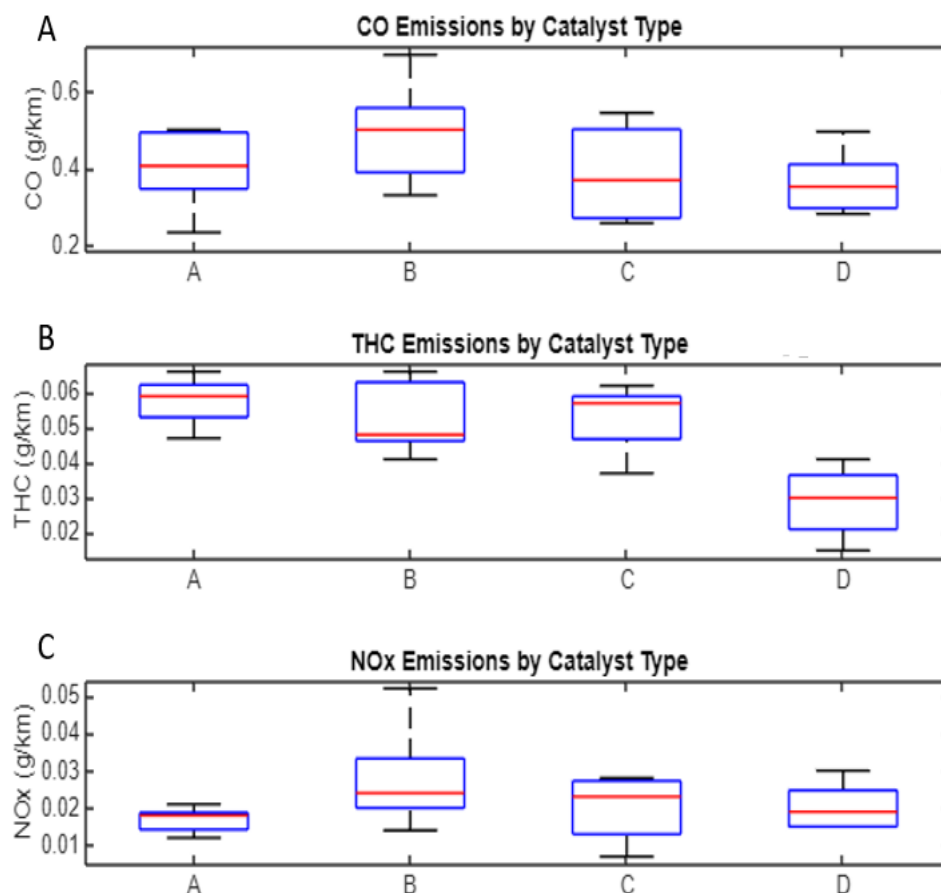 A
CO Emissions by Catalyst Type
CO (g/km)
0.6
0.4
0.2
A B C D
B
THC Emissions by Catalyst Type
THC (g/km)
0.06
0.05
0.04
0.03
0.02
A B C D
C
NOx Emissions by Catalyst Type
NOx (g/km)
0.05
0.04
0.03
0.02
0.01
A B C D